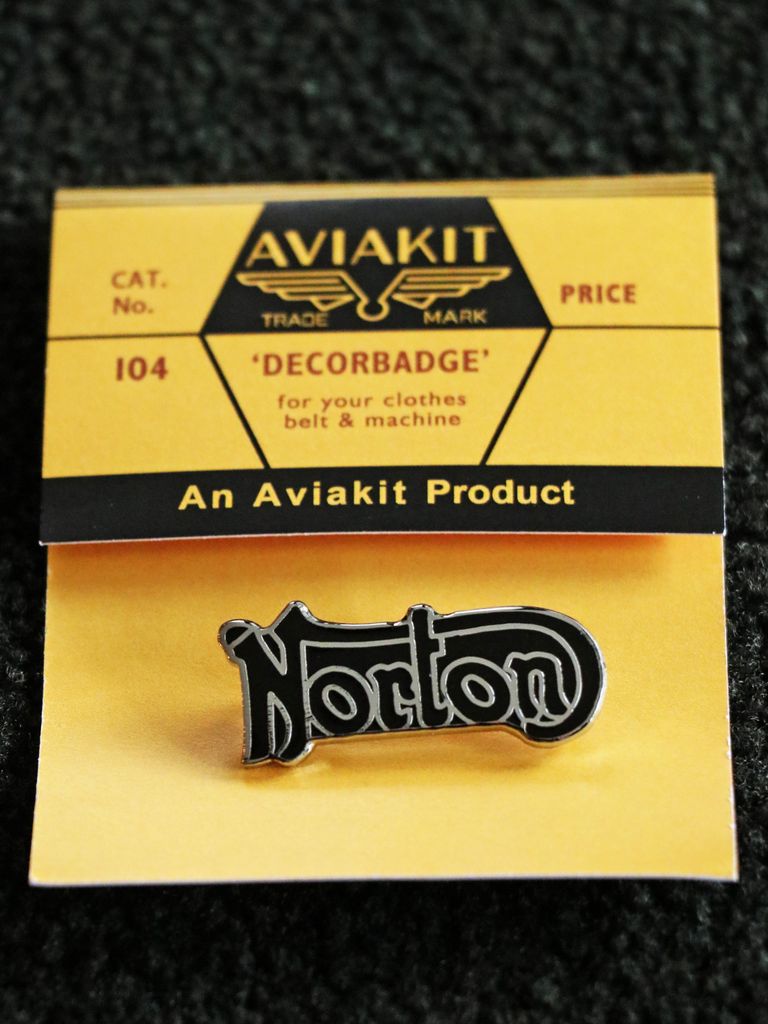 AVIAKIT
TRADE MARK
CAT.
No.
PRICE
104
'DECORBADGE'
for your clothes
belt & machine
An Aviakit Product
Norton